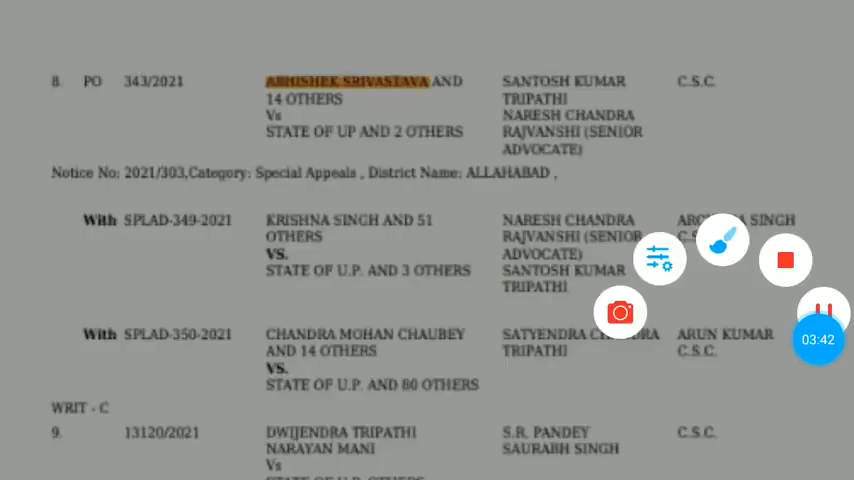 8. PO 343/2021 ABHISHEK SRIVASTAVA AND SANTOSH KUMAR C.S.C.
14 OTHERS TRIPATHI
Vs NARESH CHANDRA
STATE OF UP AND 2 OTHERS RAJVANSHI (SENIOR
ADVOCATE)
Notice No: 2021/303,Category: Special Appeals , District Name: ALLAHABAD ,
With SPLAD-349-2021 KRISHNA SINGH AND 51 NARESH CHANDRA SINGH
OTHERS RAJVANSHI (SENIOR
VS. ADVOCATE)
STATE OF U.P. AND 3 OTHERS SANTOSH KUMAR
TRIPATHI
With SPLAD-350-2021 CHANDRA MOHAN CHAUBEY SATYENDRA ARUN KUMAR
AND 14 OTHERS TRIPATHI C.S.C.
VS.
STATE OF U.P. AND 80 OTHERS
WRIT - C
9. 13120/2021 DWIJENDRA TRIPATHI S.R. PANDEY C.S.C.
NARAYAN MANI SAURABH SINGH
Vs
03:42